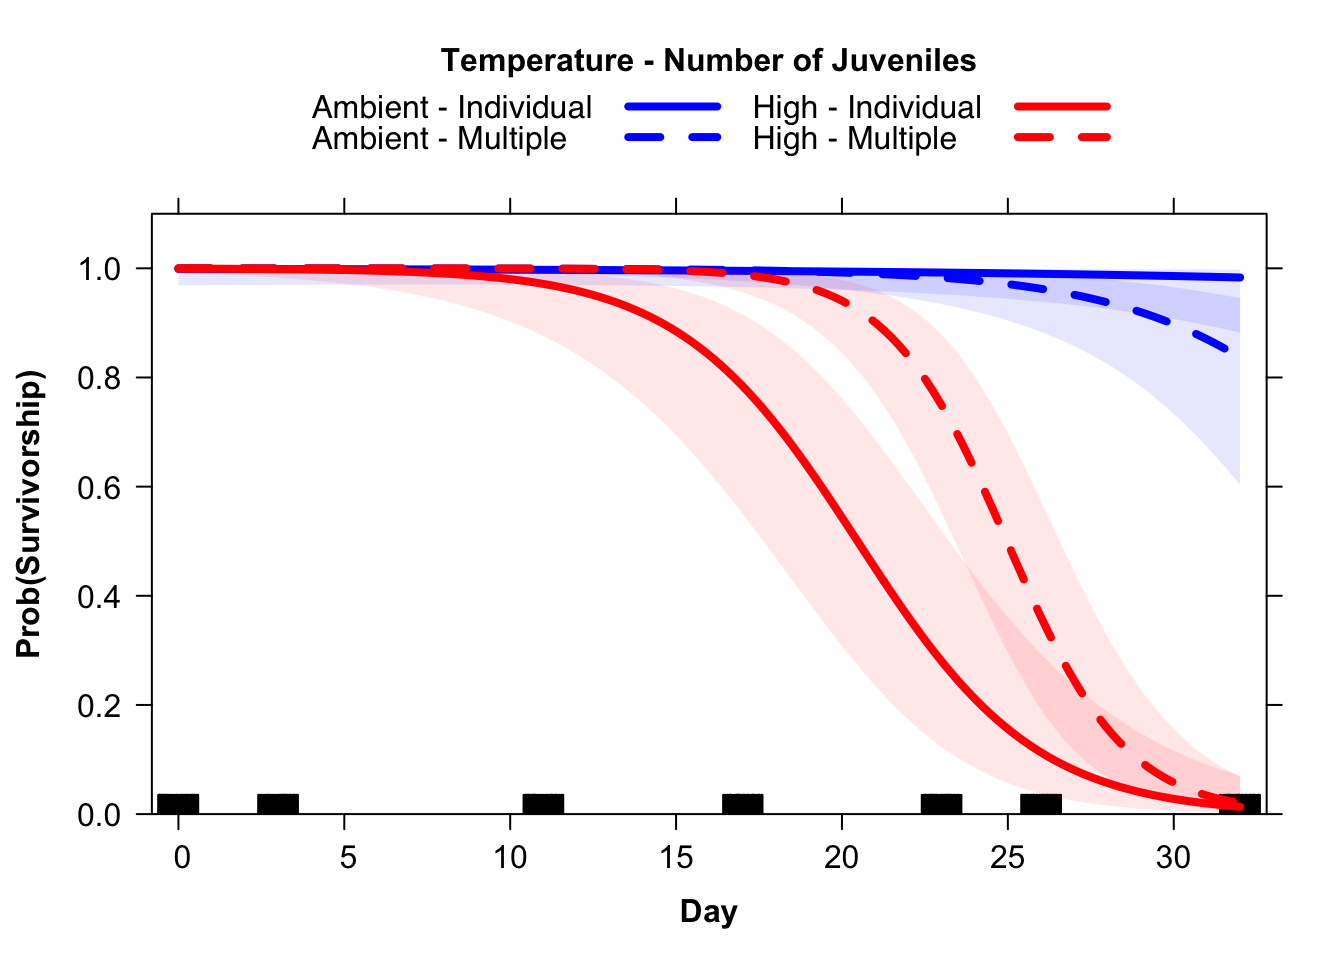 Temperature - Number of Juveniles
Ambient - Individual High - Individual
Ambient - Multiple High - Multiple
1.0
0.8
0.6
0.4
0.2
0.0
Prob(Survivorship)
0 5 10 15 20 25 30
Day